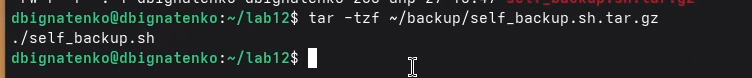 dbignatenko@dbignatenko:~/lab12$ tar -tzf ~/backup/self_backup.sh.tar.gz
./self_backup.sh
dbignatenko@dbignatenko:~/lab12$